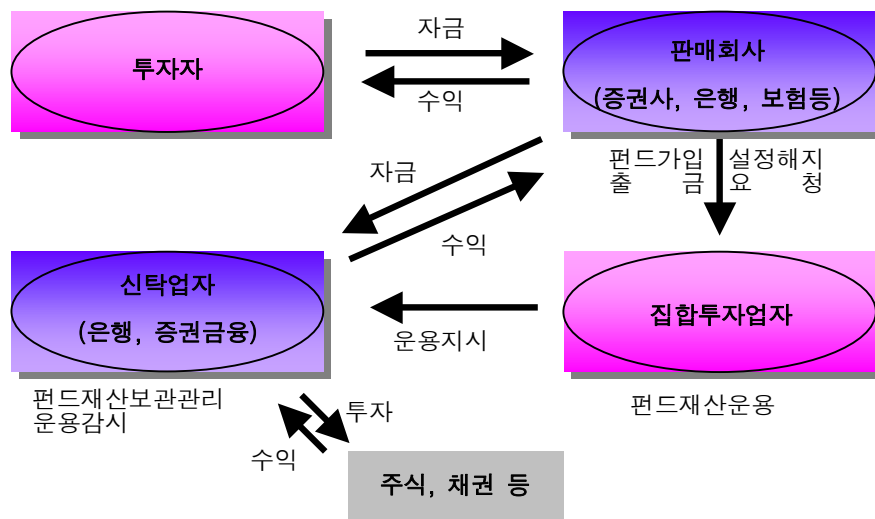 투자자
자금
수익
판매회사
(증권사, 은행, 보험등)
펀드가입
출 금
설정해지
요 청
자금
수익
신탁업자
(은행, 증권금융)
운용지시
집합투자업자
펀드재산보관관리
운용감시
펀드재산운용
투자
수익
주식, 채권 등